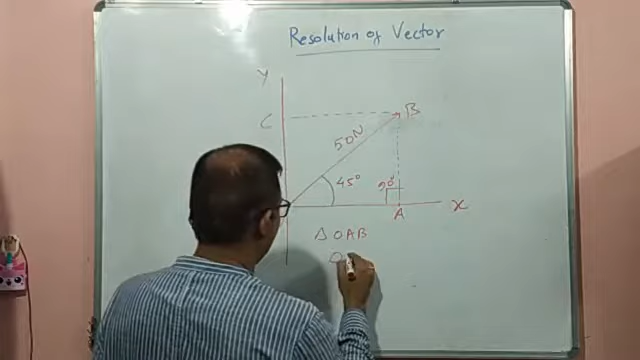 Resolution of Vector
Y
C
B
50N
45°
90°
A
X
Δ OAB
O